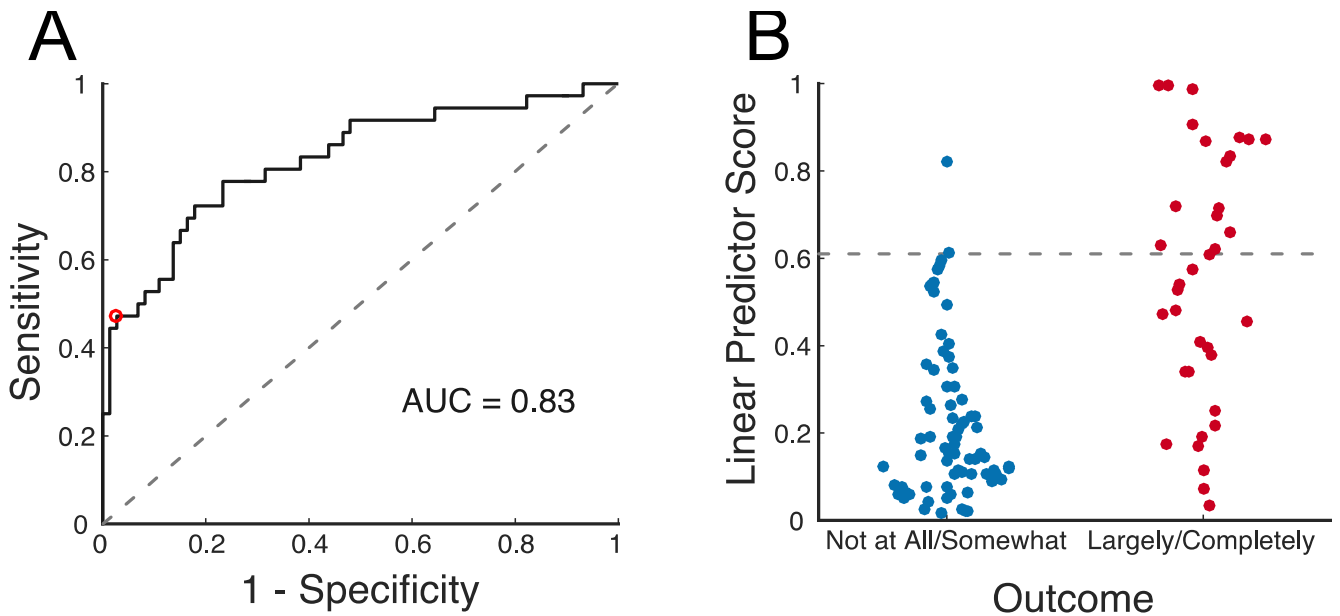 A
Sensitivity
1
0.8
0.6
0.4
0.2
0
0
0.2
0.4
0.6
0.8
1
AUC = 0.83
1 - Specificity
B
Linear Predictor Score
1
0.8
0.6
0.4
0.2
0
Not at All/Somewhat
Largely/Completely
Outcome